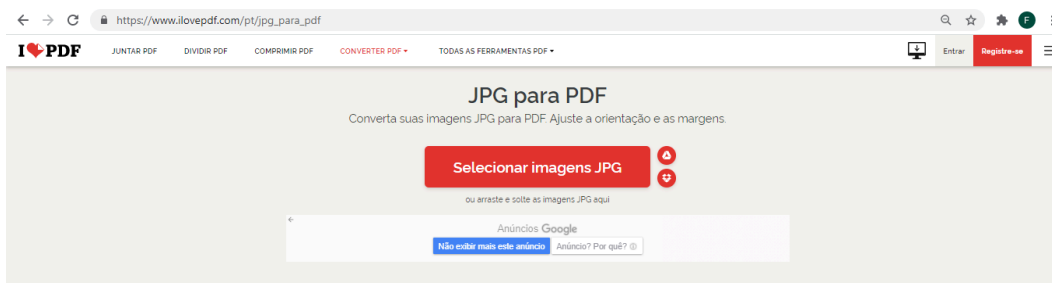 https://www.ilovepdf.com/pt/jpg_para_pdf
F
I PDF
JUNTAR PDF DIVIDIR PDF COMPRIMIR PDF CONVERTER PDF TODAS AS FERRAMENTAS PDF Entrar Registre-se
JPG para PDF
Converta suas imagens JPG para PDF. Ajuste a orientação e as margens.
Selecionar imagens JPG
ou arraste e solte as imagens JPG aqui
Anúncios Google
Não exibir mais este anúncio Anúncio? Por quê?